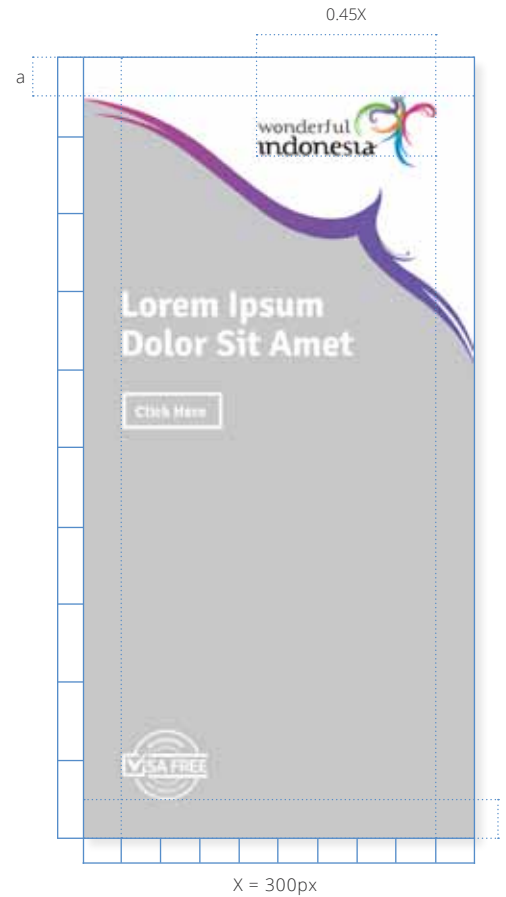 0.45X
a
wonderful
indonesia
Lorem Ipsum
Dolor Sit Amet
Click Here
VISA FREE
X = 300px